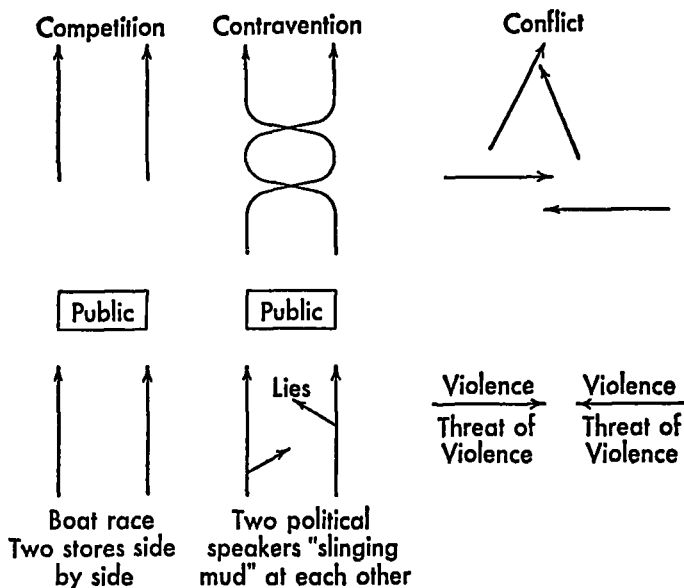 Competition
Contravention
Conflict
Public
Public
Lies
Violence
Violence
Threat of
Violence
Threat of
Violence
Boat race
Two stores side
by side
Two political
speakers "slinging
mud" at each other